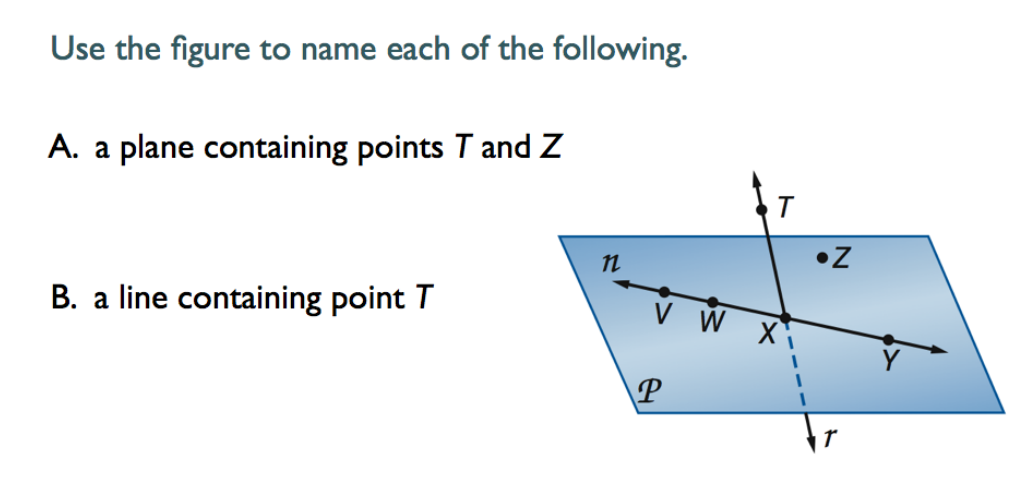 Use the figure to name each of the following.
A. a plane containing points T and Z
T
Z
n
B. a line containing point T
V W X
Y
P
r